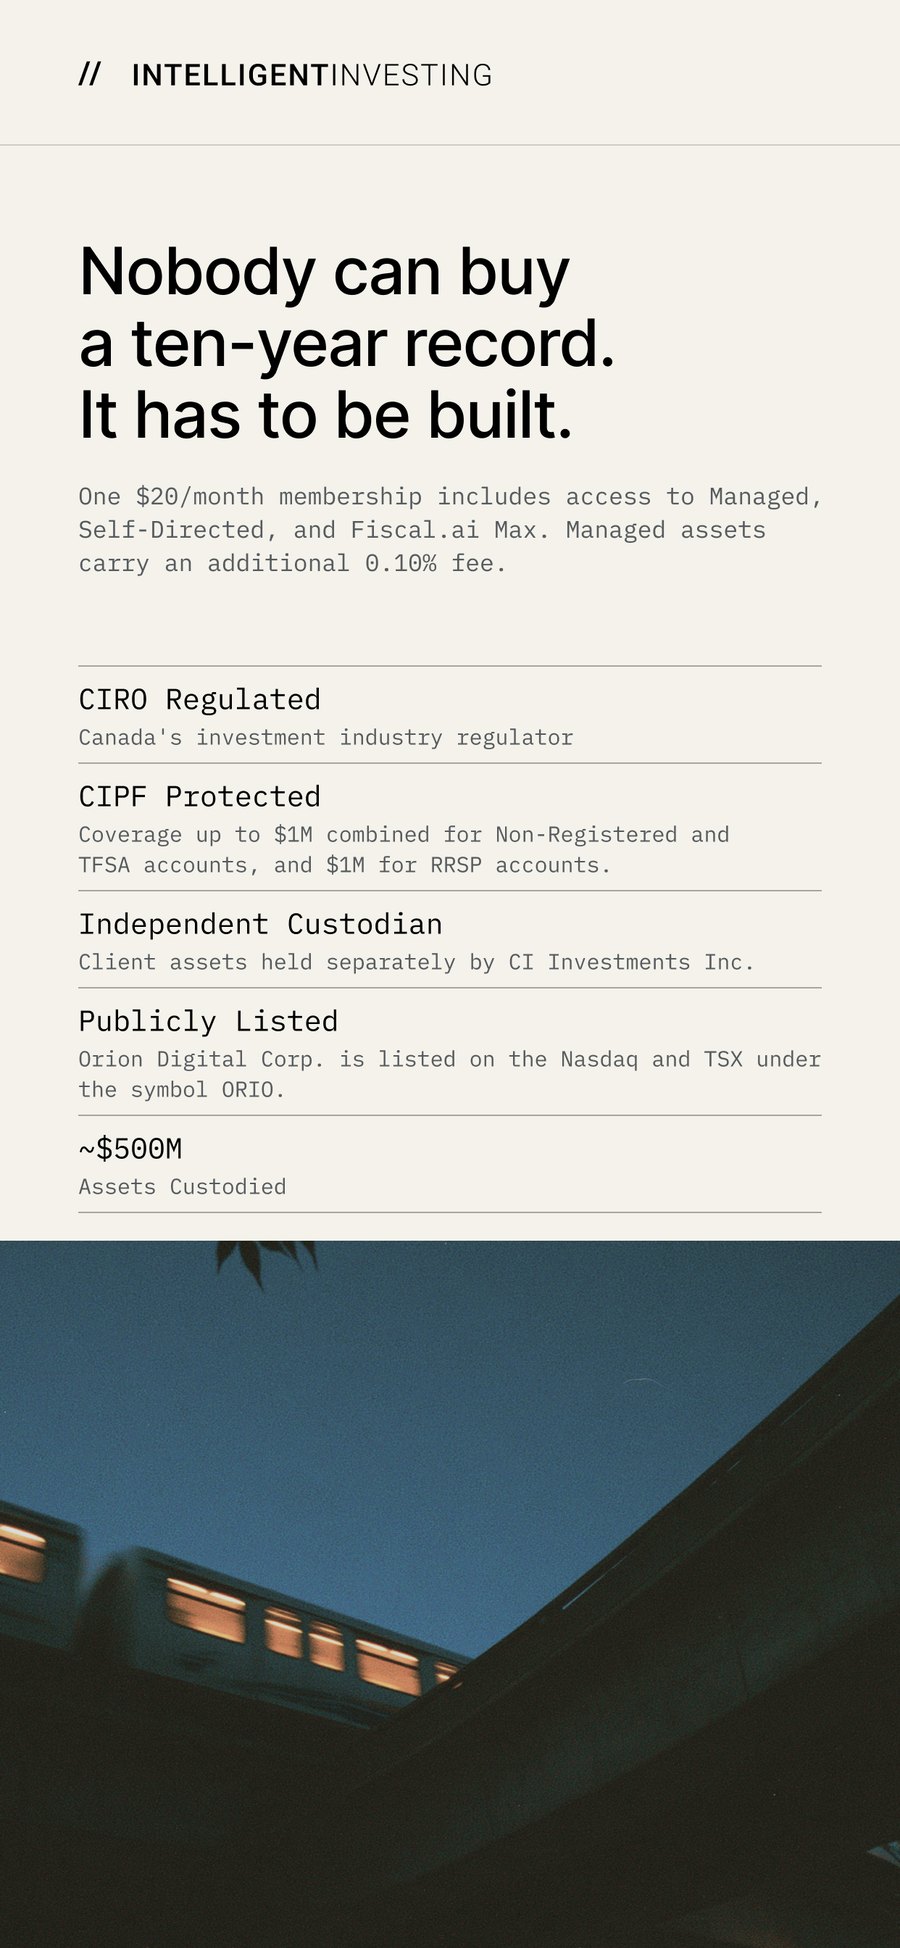 // INTELLIGENTINVESTING
Nobody can buy
a ten-year record.
It has to be built.
One $20/month membership includes access to Managed,
Self-Directed, and Fiscal.ai Max. Managed assets
carry an additional 0.10% fee.
CIRO Regulated
Canada's investment industry regulator
CIPF Protected
Coverage up to $1M combined for Non-Registered and
TFSA accounts, and $1M for RRSP accounts.
Independent Custodian
Client assets held separately by CI Investments Inc.
Publicly Listed
Orion Digital Corp. is listed on the Nasdaq and TSX under
the symbol ORIO.
~$500M
Assets Custodied